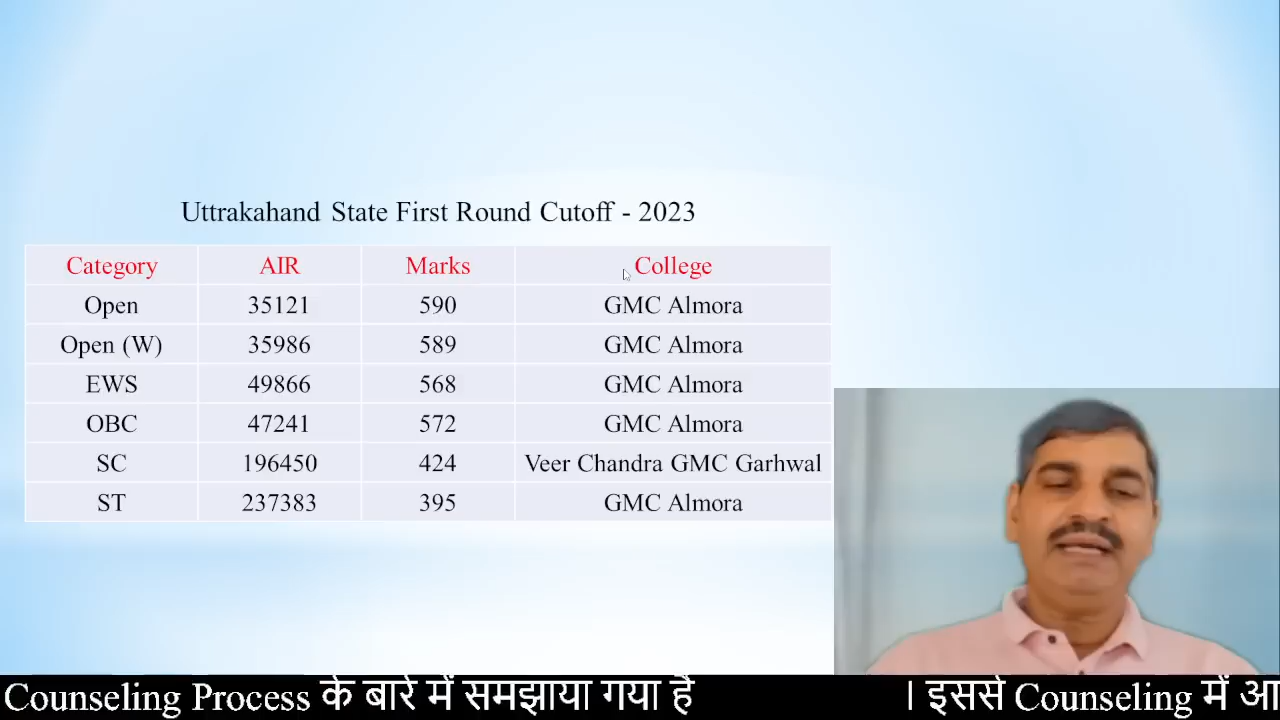 Uttrakahand State First Round Cutoff - 2023
Category AIR Marks College
Open 35121 590 GMC Almora
Open (W) 35986 589 GMC Almora
EWS 49866 568 GMC Almora
OBC 47241 572 GMC Almora
SC 196450 424 Veer Chandra GMC Garhwal
ST 237383 395 GMC Almora
Counseling Process के बारे में समझाया गया है । इससे Counseling में आ